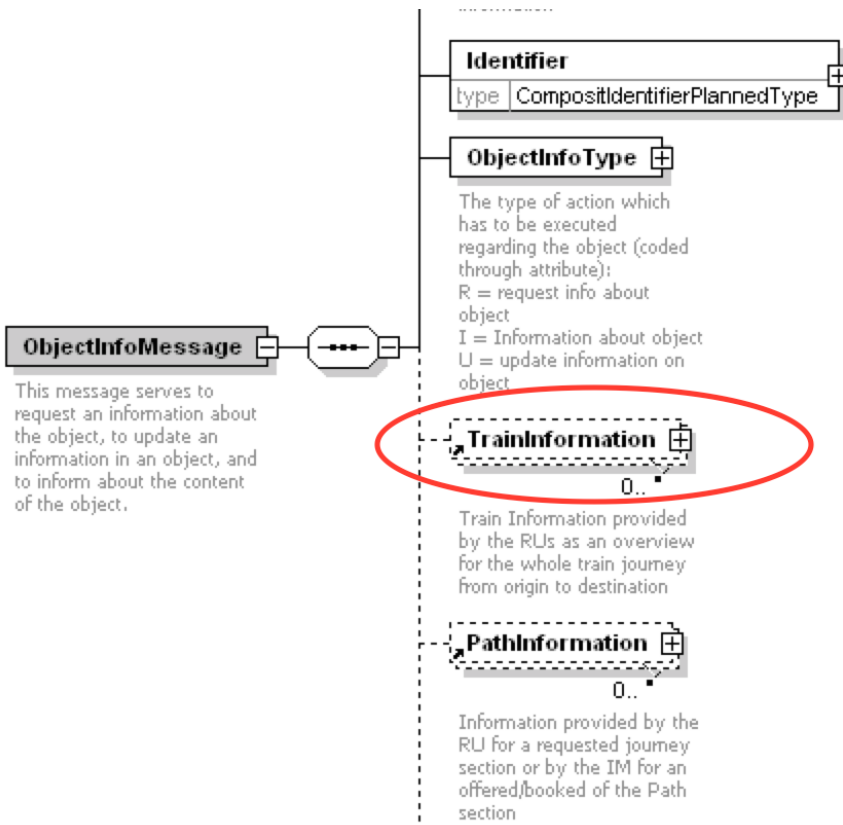 Identifier
type CompositIdentifierPlannedType
ObjectInfoType
The type of action which
has to be executed
regarding the object (coded
through attribute):
R = request info about
object
I = Information about object
U = update information on
object
ObjectInfoMessage
This message serves to
request an information about
the object, to update an
information in an object, and
to inform about the content
of the object.
TrainInformation
0..
Train Information provided
by the RUs as an overview
for the whole train journey
from origin to destination
PathInformation
0..
Information provided by the
RU for a requested journey
section or by the IM for an
offered/booked of the Path
section